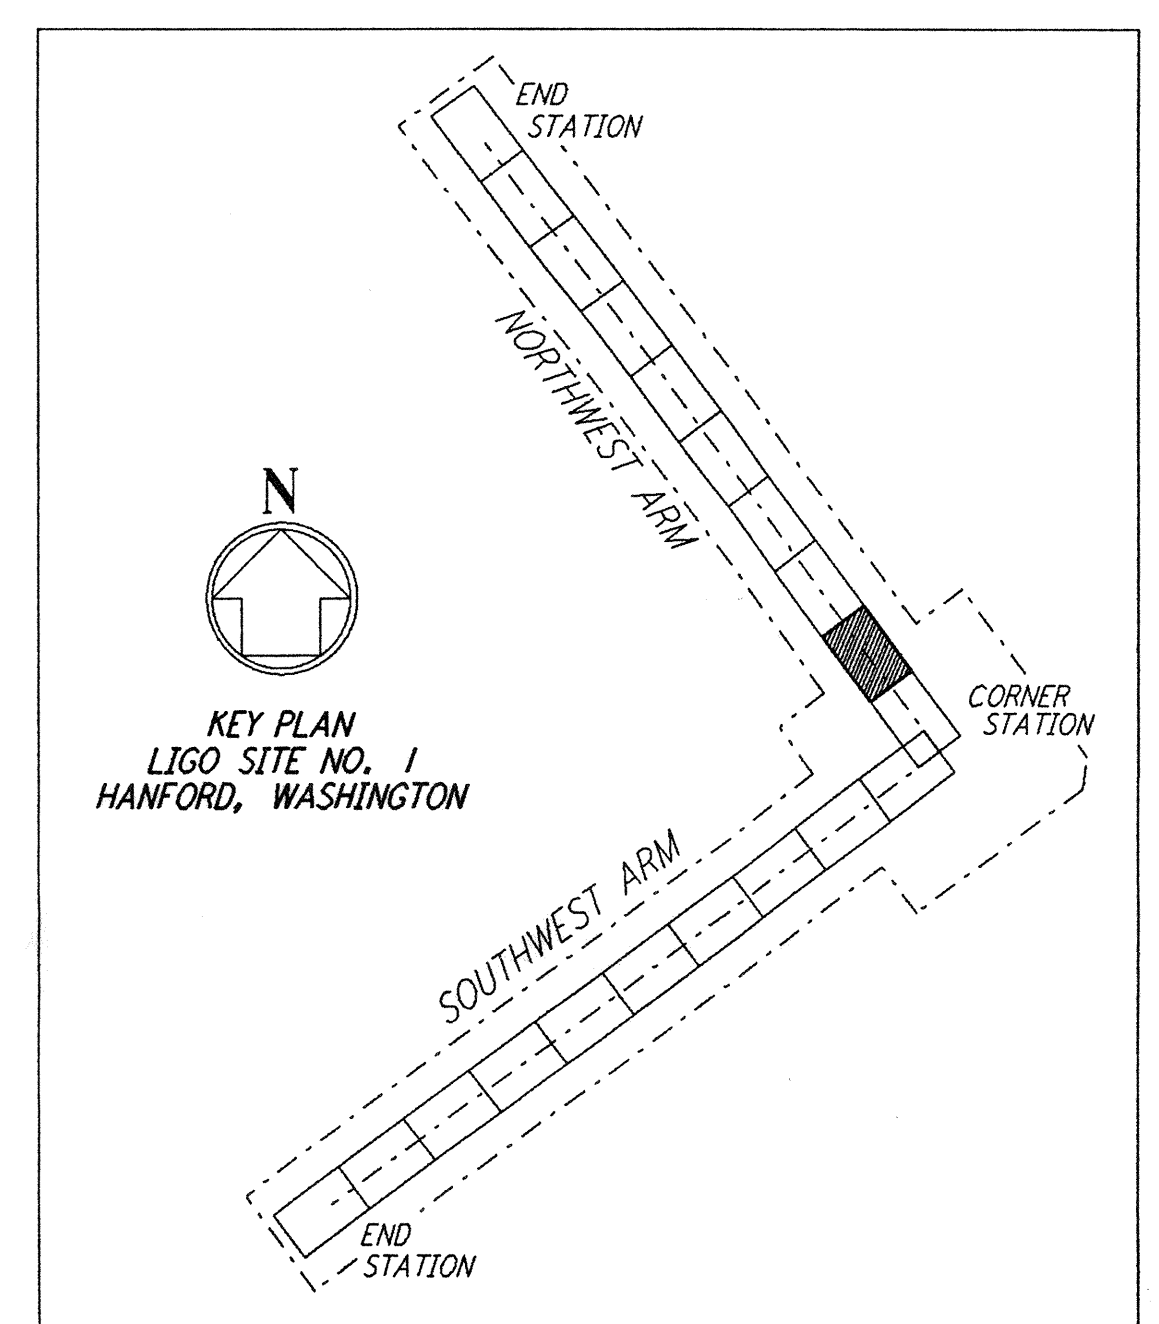 END
STATION
NORTHWEST ARM
N
CORNER
STATION
KEY PLAN
LIGO SITE NO. 1
HANFORD, WASHINGTON
SOUTHWEST ARM
END
STATION